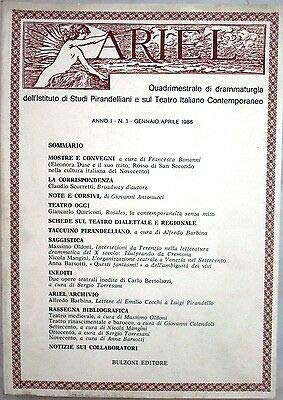 ARIEL
Quadrimestrale di drammaturgia
dell'Istituto di Studi Pirandelliani e sul Teatro Italiano Contemporaneo
ANNO I - N. 1 - GENNAIO/APRILE 1986
SOMMARIO
MOSTRE E CONVEGNI a cura di Francesca Bonanni
(Eleonora Duse e il suo mito; Rosso di San Secondo
nella cultura italiana del Novecento)
LA CORRISPONDENZA
Claudio Scorretti, Broadway d'autore
NOTE E CORSIVI, di Giovanni Antonucci
TEATRO OGGI
Giancarlo Quiriconi, Rosales, la contemporaneità senza mito
SCHEDE SUL TEATRO DIALETTALE E REGIONALE
TACCUINO PIRANDELLIANO, a cura di Alfredo Barbina
SAGGISTICA
Massimo Oldoni, Intersezioni da Terenzio nella letteratura
drammatica del X secolo: Liutprando da Cremona
Nicola Mangini, L'organizzazione teatrale a Venezia nel Settecento
Anna Barsotti, «Questi fantasmi!» o dell'ambiguità dei vivi
INEDITI
Due opere teatrali inedite di Carlo Bertolazzi,
a cura di Sergio Torresani
ARIEL/ARCHIVIO
Alfredo Barbina, Lettere di Emilio Cecchi a Luigi Pirandello
RASSEGNA BIBLIOGRAFICA
Teatro medievale, a cura di Massimo Oldoni
Teatro rinascimentale e barocco, a cura di Giovanni Calendoli
Settecento, a cura di Nicola Mangini
Ottocento, a cura di Sergio Torresani
Novecento, a cura di Anna Barsotti
NOTIZIE SUI COLLABORATORI
BULZONI EDITORE